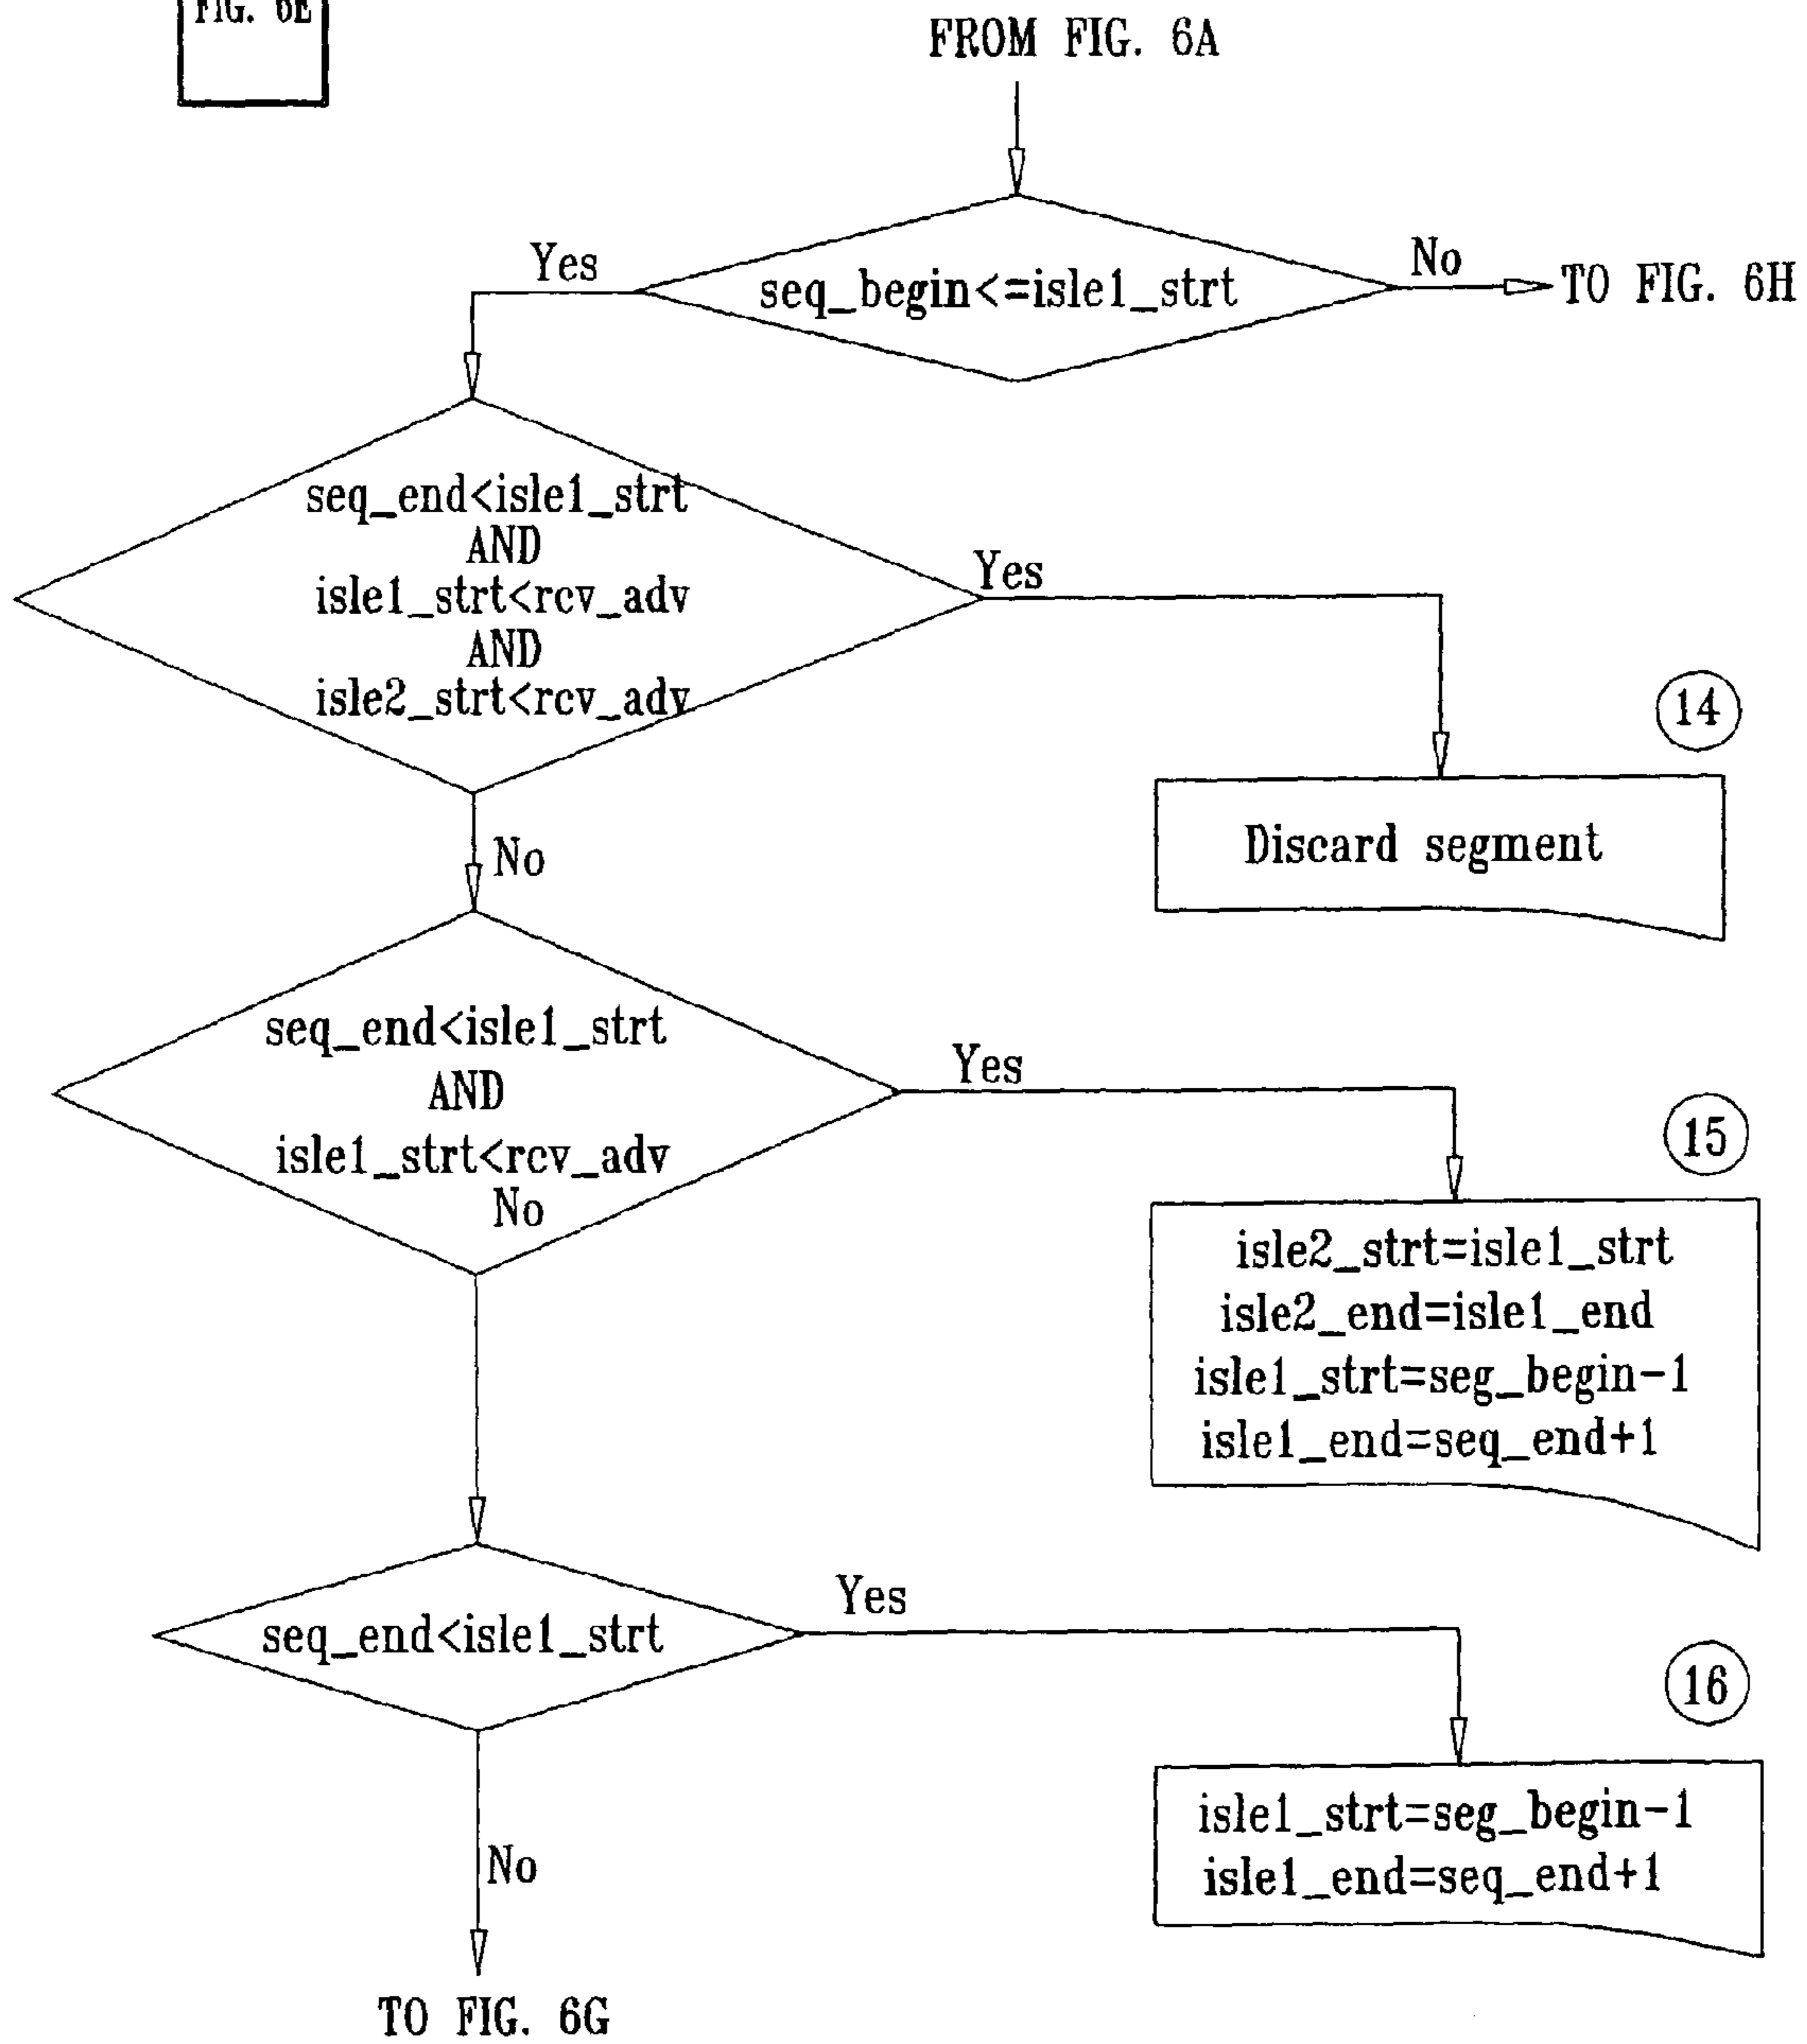 FIG. 6E
FROM FIG. 6A
Yes
seq_begin<=isle1_strt
No
TO FIG. 6H
seq_end<isle1_strt
AND
isle1_strt<rcv_adv
AND
isle2_strt<rcv_adv
Yes
14
Discard segment
No
seq_end<isle1_strt
AND
isle1_strt<rcv_adv
No
Yes
15
isle2_strt=isle1_strt
isle2_end=isle1_end
isle1_strt=seg_begin-1
isle1_end=seq_end+1
seq_end<isle1_strt
Yes
16
isle1_strt=seg_begin-1
isle1_end=seq_end+1
No
TO FIG. 6G